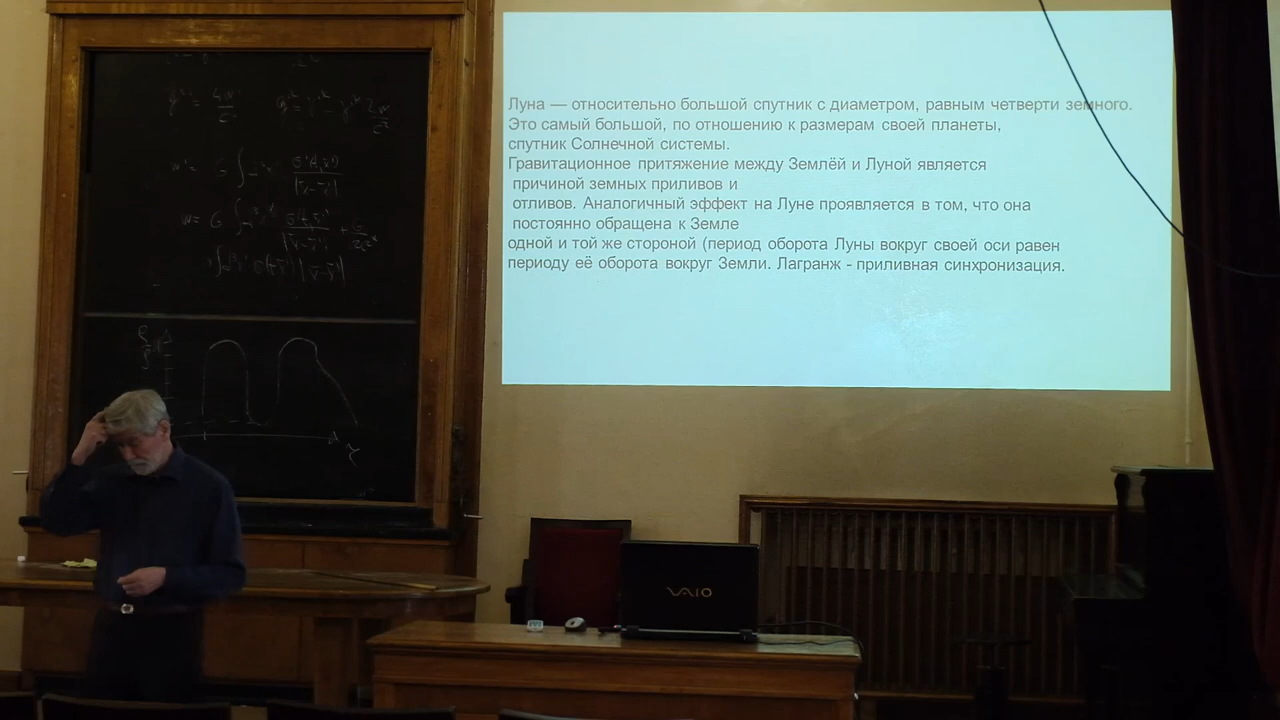 Луна — относительно большой спутник с диаметром, равным четверти земного.
Это самый большой, по отношению к размерам своей планеты,
спутник Солнечной системы.
Гравитационное притяжение между Землёй и Луной является
причиной земных приливов и
отливов. Аналогичный эффект на Луне проявляется в том, что она
постоянно обращена к Земле
одной и той же стороной (период оборота Луны вокруг своей оси равен
периоду её оборота вокруг Земли. Лагранж - приливная синхронизация.
VAIO